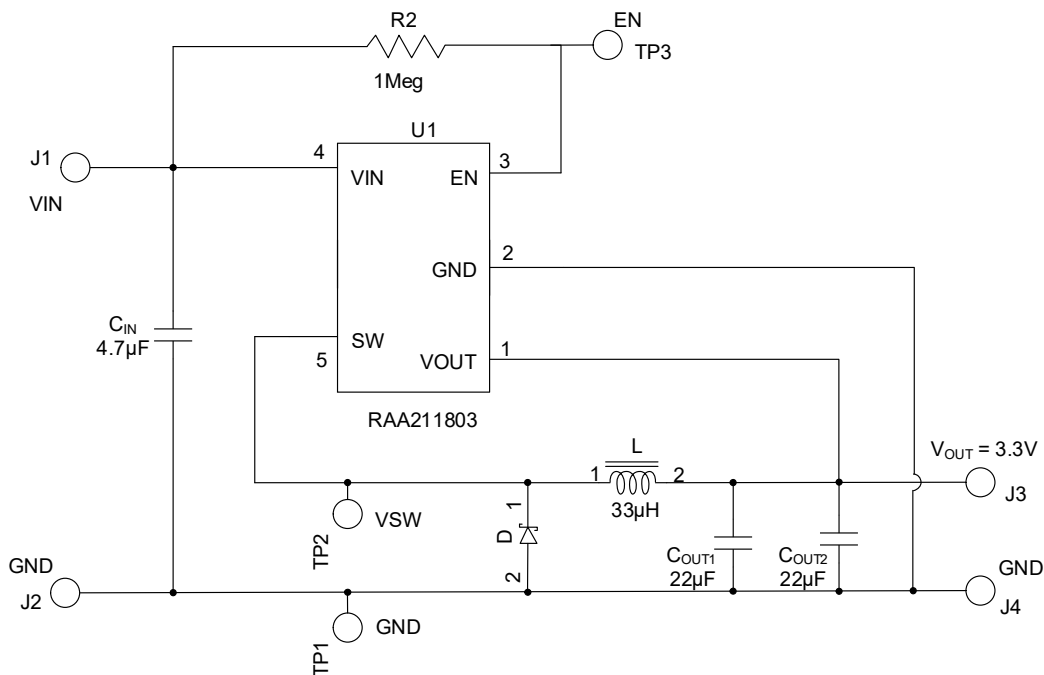 R2
1Meg
EN
TP3
U1
J1
VIN
4
VIN
EN
3
GND
2
SW
5
VOUT
1
RAA211803
CIN
4.7µF
L
1
2
33µH
VOUT = 3.3V
J3
VSW
TP2
1
D
2
COUT1
22µF
COUT2
22µF
GND
J2
GND
TP1
GND
J4